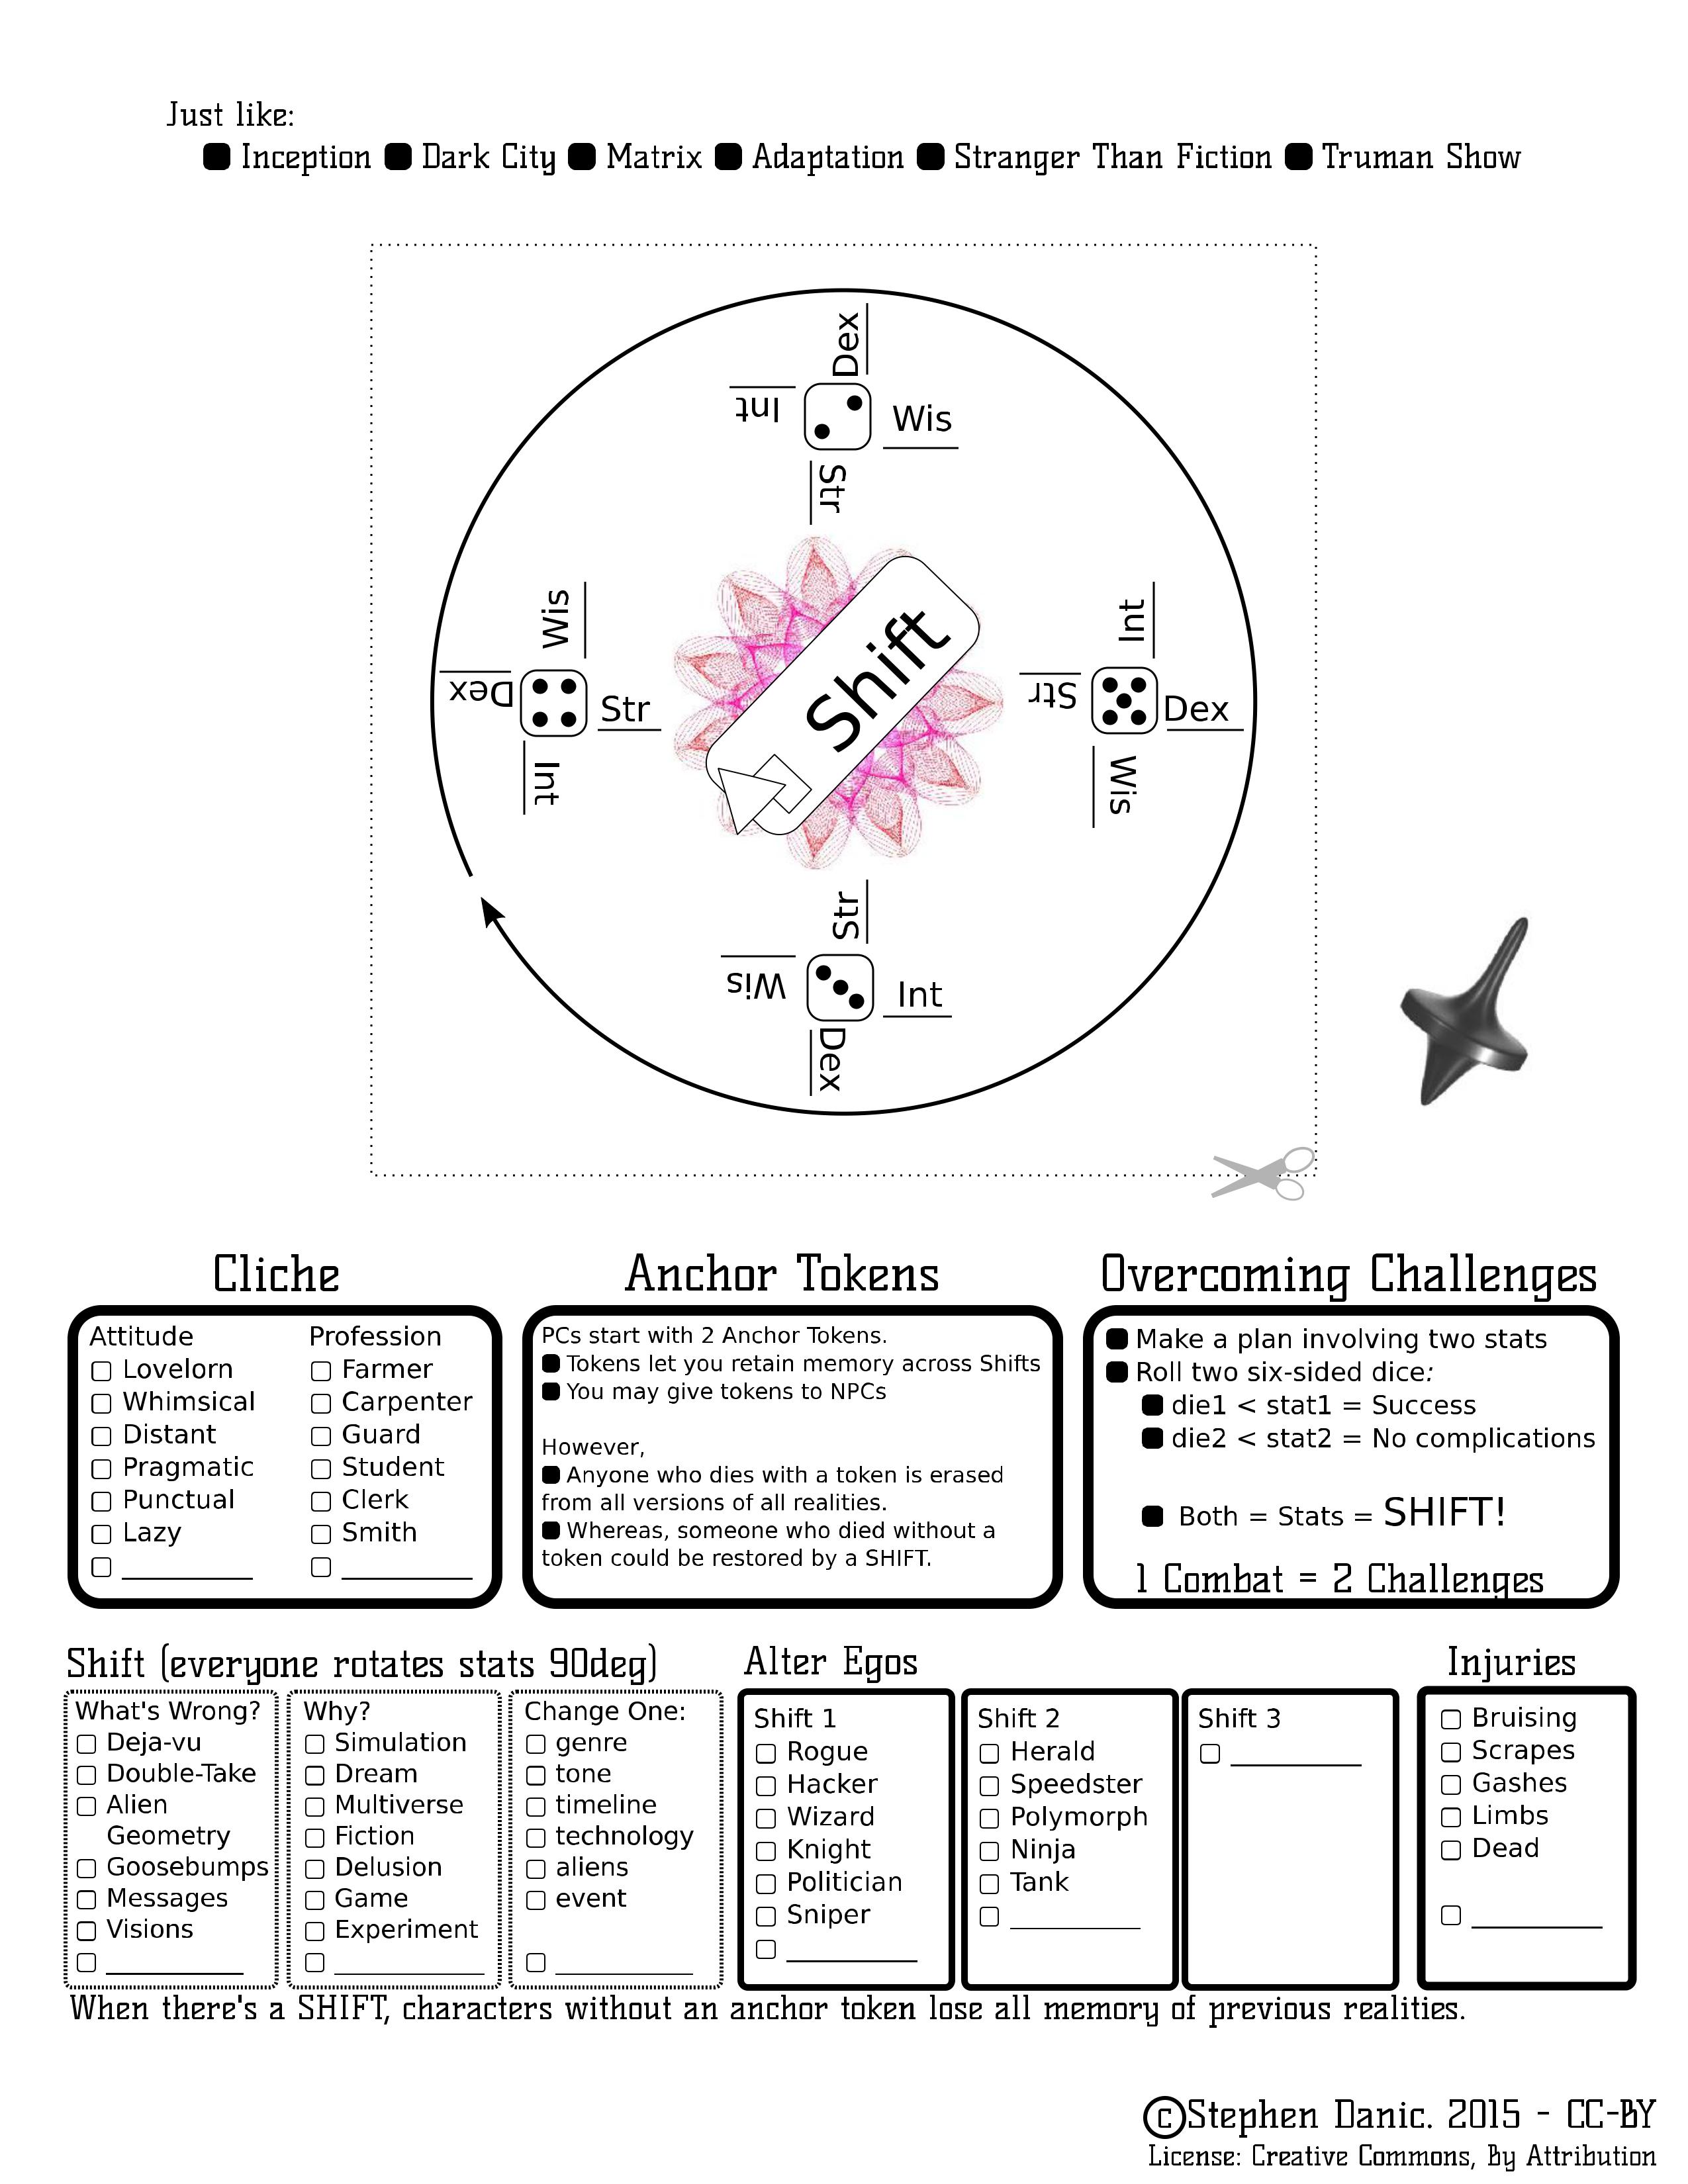 Just like:
Inception Dark City Matrix Adaptation Stranger Than Fiction Truman Show
Dex
Int
Wis
Str
Wis
Dex
Str
Int
Shift
Int
Str
Dex
Wis
Str
Wis
Int
Dex
Cliche
Attitude
Lovelorn
Whimsical
Distant
Pragmatic
Punctual
Lazy
Profession
Farmer
Carpenter
Guard
Student
Clerk
Smith
Anchor Tokens
PCs start with 2 Anchor Tokens.
Tokens let you retain memory across Shifts
You may give tokens to NPCs
However,
Anyone who dies with a token is erased
from all versions of all realities.
Whereas, someone who died without a
token could be restored by a SHIFT.
Overcoming Challenges
Make a plan involving two stats
Roll two six-sided dice:
die1 < stat1 = Success
die2 < stat2 = No complications
Both = Stats = SHIFT!
1 Combat = 2 Challenges
Shift (everyone rotates stats 90deg)
What's Wrong?
Deja-vu
Double-Take
Alien
Geometry
Goosebumps
Messages
Visions
Why?
Simulation
Dream
Multiverse
Fiction
Delusion
Game
Experiment
Change One:
genre
tone
timeline
technology
aliens
event
Alter Egos
Shift 1
Rogue
Hacker
Wizard
Knight
Politician
Sniper
Shift 2
Herald
Speedster
Polymorph
Ninja
Tank
Shift 3
Injuries
Bruising
Scrapes
Gashes
Limbs
Dead
When there's a SHIFT, characters without an anchor token lose all memory of previous realities.
©Stephen Danic. 2015 - CC-BY
License: Creative Commons, By Attribution